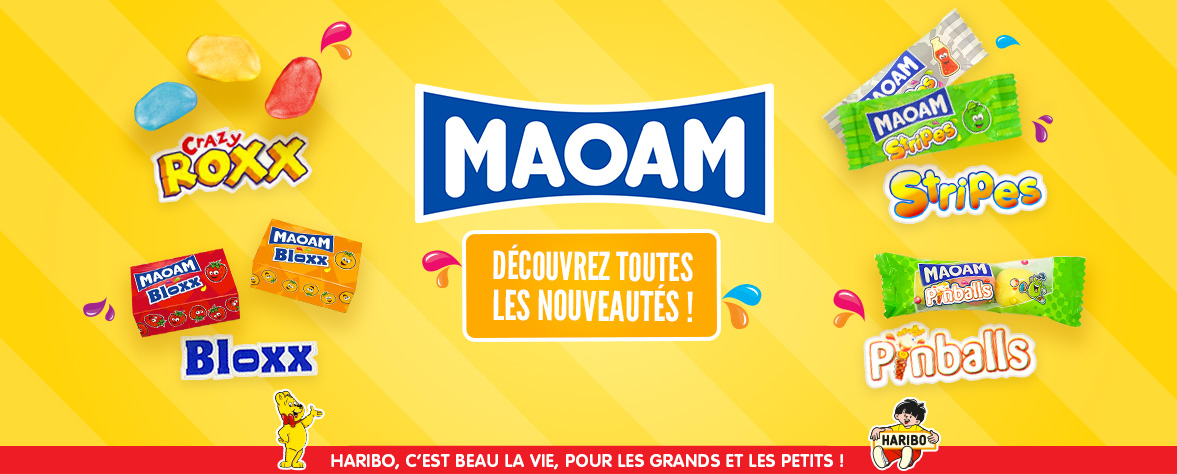 CRAZY
ROXX
MAOAM
MAOAM
Stripes
Stripes
MAOAM
Bloxx
MAOAM
Bloxx
Bloxx
MAOAM
DÉCOUVREZ TOUTES
LES NOUVEAUTÉS !
MAOAM
Pinballs
Pinballs
HARIBO
HARIBO, C'EST BEAU LA VIE, POUR LES GRANDS ET LES PETITS !